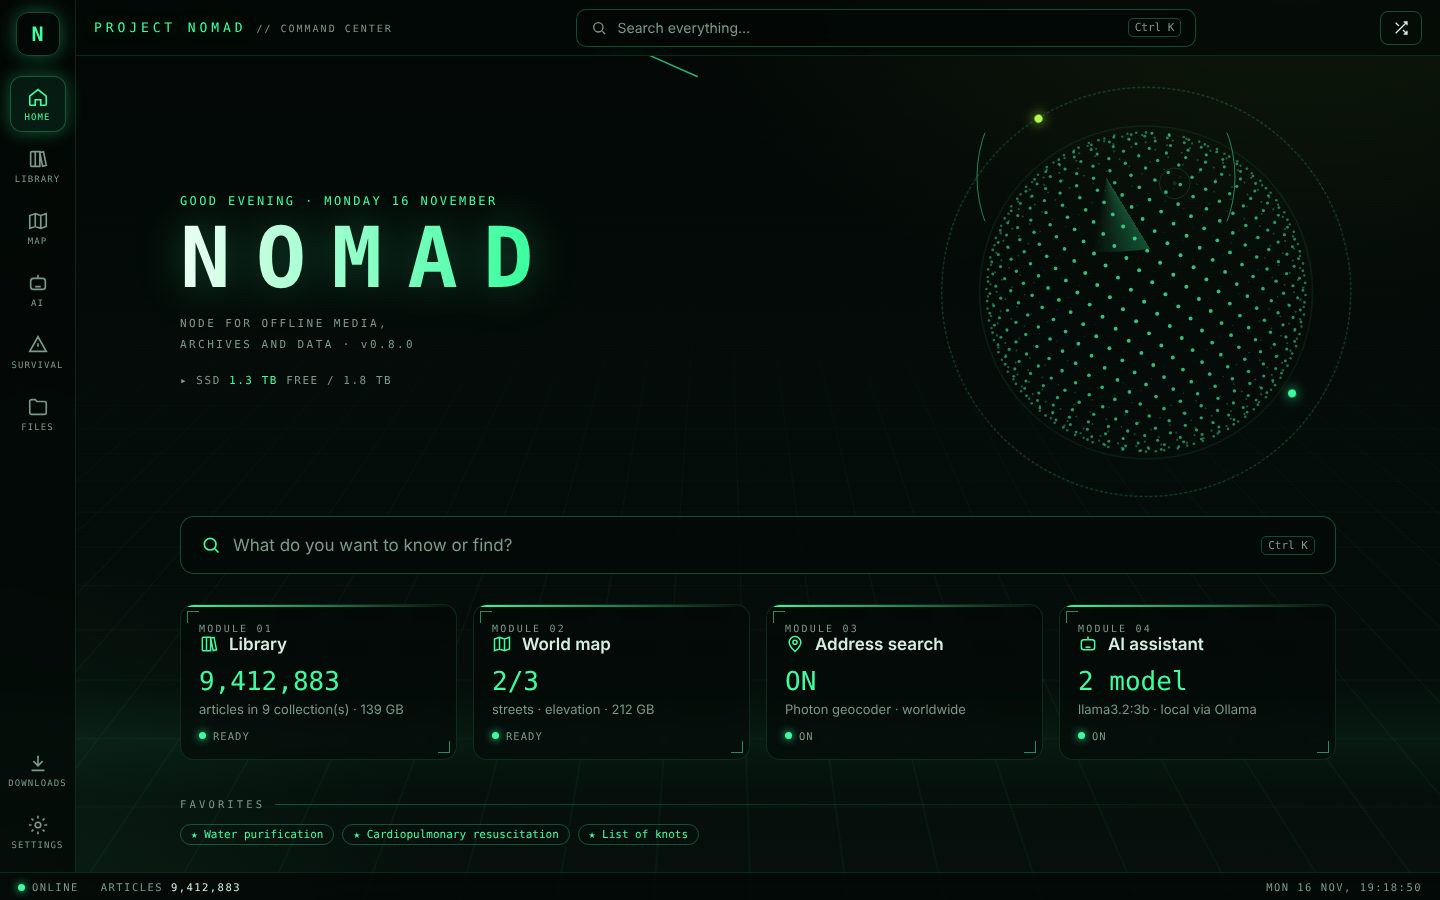 N
PROJECT NOMAD // COMMAND CENTER
Search everything...
Ctrl K
HOME
LIBRARY
MAP
AI
SURVIVAL
FILES
DOWNLOADS
SETTINGS
GOOD EVENING · MONDAY 16 NOVEMBER
NOMAD
NODE FOR OFFLINE MEDIA,
ARCHIVES AND DATA · v0.8.0
▸ SSD 1.3 TB FREE / 1.8 TB
What do you want to know or find?
Ctrl K
MODULE 01
Library
9,412,883
articles in 9 collection(s) · 139 GB
READY
MODULE 02
World map
2/3
streets · elevation · 212 GB
READY
MODULE 03
Address search
ON
Photon geocoder · worldwide
ON
MODULE 04
AI assistant
2 model
llama3.2:3b · local via Ollama
ON
FAVORITES
★ Water purification
★ Cardiopulmonary resuscitation
★ List of knots
ONLINE ARTICLES 9,412,883
MON 16 NOV, 19:18:50